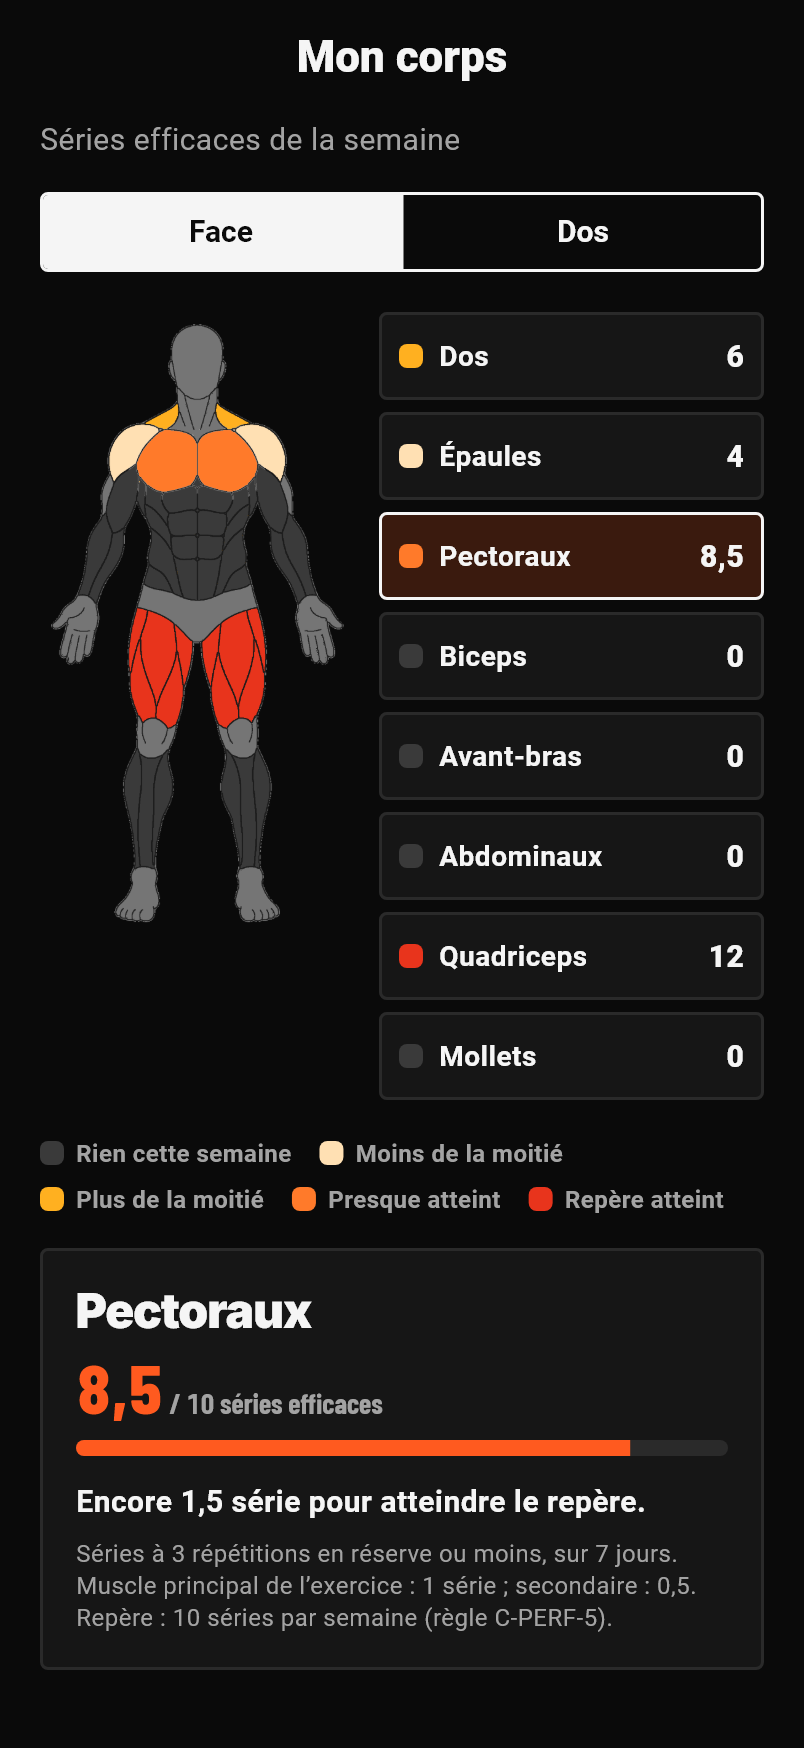 Mon corps
Séries efficaces de la semaine
Face
Dos
Dos 6
Épaules 4
Pectoraux 8,5
Biceps 0
Avant-bras 0
Abdominaux 0
Quadriceps 12
Mollets 0
Rien cette semaine Moins de la moitié
Plus de la moitié Presque atteint Repère atteint
Pectoraux
8,5 / 10 séries efficaces
Encore 1,5 série pour atteindre le repère.
Séries à 3 répétitions en réserve ou moins, sur 7 jours.
Muscle principal de l’exercice : 1 série ; secondaire : 0,5.
Repère : 10 séries par semaine (règle C-PERF-5).